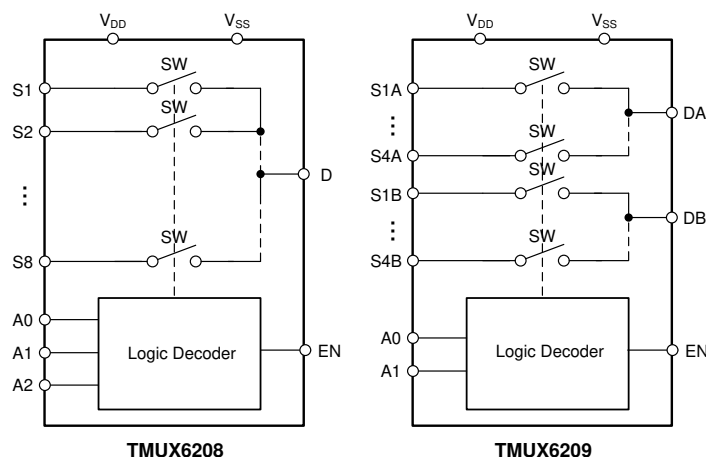 VDD
VSS
S1
SW
S2
SW
...
D
SW
S8
A0
A1
A2
Logic Decoder
EN
TMUX6208
VDD
VSS
S1A
SW
...
DA
S4A
SW
S1B
SW
...
DB
S4B
SW
A0
A1
Logic Decoder
EN
TMUX6209